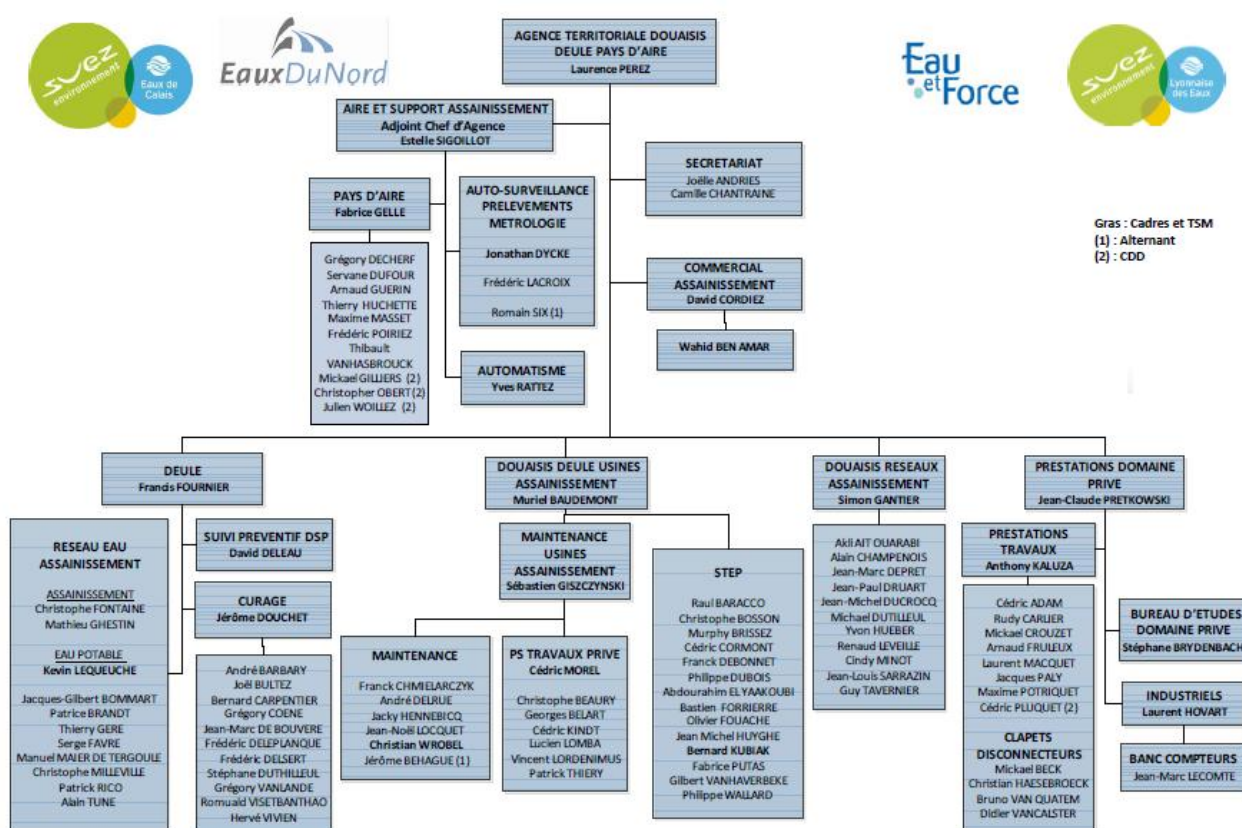 suez
environnement
Eaux de
Calais
EauxDuNord
AGENCE TERRITORIALE DOUAISIS
DEULE PAYS D'AIRE
Laurence PEREZ
Eau
et Force
suez
environnement
Lyonnaise
des Eaux
AIRE ET SUPPORT ASSAINISSEMENT
Adjoint Chef d'Agence
Estelle SIGOILLOT
SECRETARIAT
Joëlle ANDRIES
Camille CHANTRAINE
PAYS D'AIRE
Fabrice GELLE
Grégory DECHERF
Servane DUFOUR
Arnaud GUERIN
Thierry HUCHETTE
Maxime MASSET
Frédéric POIRIEZ
Thibault
VANHASBROUCK
Mickael GILLIERS (2)
Christopher OBERT (2)
Julien WOILLEZ (2)
AUTO-SURVEILLANCE
PRELEVEMENTS
METROLOGIE
Jonathan DYCKE
Frédéric LACROIX
Romain SIX (1)
AUTOMATISME
Yves RATTEZ
COMMERCIAL
ASSAINISSEMENT
David CORDIEZ
Wahid BEN AMAR
Gras : Cadres et TSM
(1) : Alternant
(2) : CDD
DEULE
Francis FOURNIER
RESEAU EAU
ASSAINISSEMENT
ASSAINISSEMENT
Christophe FONTAINE
Mathieu GHESTIN
EAU POTABLE
Kevin LEQUEUCHE
Jacques-Gilbert BOMMART
Patrice BRANDT
Thierry GERE
Serge FAVRE
Manuel MAIER DE TERGOULE
Christophe MILLEVILLE
Patrick RICO
Alain TUNE
SUIVI PREVENTIF DSP
David DELEAU
CURAGE
Jérôme DOUCHET
André BARBARY
Joël BULTEZ
Bernard CARPENTIER
Grégory COENE
Jean-Marc DE BOUVERE
Frédéric DELEPLANQUE
Frédéric DELSERT
Stéphane DUTHILLEUL
Grégory VANLANDE
Romuald VISETBANTHAO
Hervé VIVIEN
DOUAISIS DEULE USINES
ASSAINISSEMENT
Muriel BAUDEMONT
MAINTENANCE
USINES
ASSAINISSEMENT
Sébastien GISZCZYNSKI
MAINTENANCE
Franck CHMIELARCZYK
André DELRUE
Jacky HENNEBICQ
Jean-Noël LOCQUET
Christian WROBEL
Jérôme BEHAGUE (1)
PS TRAVAUX PRIVE
Cédric MOREL
Christophe BEAURY
Georges BELART
Cédric KINDT
Lucien LOMBA
Vincent LORDENIMUS
Patrick THIERY
STEP
Raul BARACCO
Christophe BOSSON
Murphy BRISSEZ
Cédric CORMONT
Franck DEBONNET
Philippe DUBOIS
Abdourahim EL YAAKOUBI
Bastien FORRIERRE
Olivier FOUACHE
Jean Michel HUYGHE
Bernard KUBIAK
Fabrice PUTAS
Gilbert VANHAVERBEKE
Philippe WALLARD
DOUAISIS RESEAUX
ASSAINISSEMENT
Simon GANTIER
Akli AIT OUARABI
Alain CHAMPENOIS
Jean-Marc DEPRET
Jean-Paul DRUART
Jean-Michel DUCROCQ
Michael DUTILLEUL
Yvon HUEBER
Renaud LEVEILLE
Cindy MINOT
Jean-Louis SARRAZIN
Guy TAVERNIER
PRESTATIONS DOMAINE
PRIVE
Jean-Claude PRETKOWSKI
PRESTATIONS
TRAVAUX
Anthony KALUZA
Cédric ADAM
Rudy CARLIER
Mickael CROUZET
Arnaud FRULEUX
Laurent MACQUET
Jacques PALY
Maxime POTRIQUET
Cédric PLUQUET (2)
CLAPETS
DISCONNECTEURS
Mickael BECK
Christian HAESEBROECK
Bruno VAN QUATEM
Didier VANCALSTER
BUREAU D'ETUDES
DOMAINE PRIVE
Stéphane BRYDENBACH
INDUSTRIELS
Laurent HOVART
BANC COMPTEURS
Jean-Marc LECOMTE